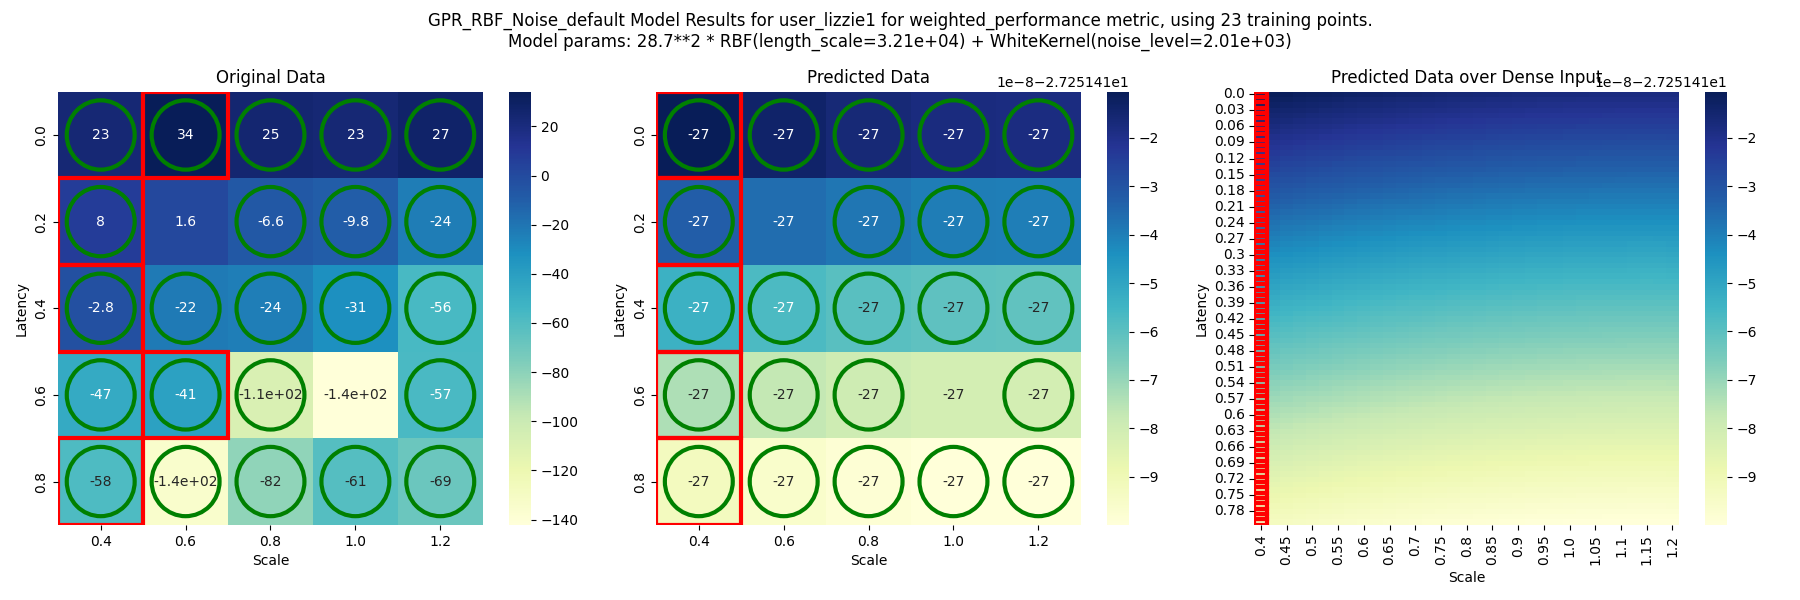 GPR_RBF_Noise_default Model Results for user_lizzie1 for weighted_performance metric, using 23 training points.
Model params: 28.7**2 * RBF(length_scale=3.21e+04) + WhiteKernel(noise_level=2.01e+03)
Original Data
Latency
0.0 23 34 25 23 27
0.2 8 1.6 -6.6 -9.8 -24
0.4 -2.8 -22 -24 -31 -56
0.6 -47 -41 -1.1e+02 -1.4e+02 -57
0.8 -58 -1.4e+02 -82 -61 -69
0.4 0.6 0.8 1.0 1.2
Scale
20
0
−20
−40
−60
−80
−100
−120
−140
Predicted Data
1e−8−2.725141e1
Latency
0.0 -27 -27 -27 -27 -27
0.2 -27 -27 -27 -27 -27
0.4 -27 -27 -27 -27 -27
0.6 -27 -27 -27 -27 -27
0.8 -27 -27 -27 -27 -27
0.4 0.6 0.8 1.0 1.2
Scale
−2
−3
−4
−5
−6
−7
−8
−9
Predicted Data over Dense Input
1e−8−2.725141e1
Latency
0.0
0.03
0.06
0.09
0.12
0.15
0.18
0.21
0.24
0.27
0.3
0.33
0.36
0.39
0.42
0.45
0.48
0.51
0.54
0.57
0.6
0.63
0.66
0.69
0.72
0.75
0.78
0.4 0.45 0.5 0.55 0.6 0.65 0.7 0.75 0.8 0.85 0.9 0.95 1.0 1.05 1.1 1.15 1.2
Scale
−2
−3
−4
−5
−6
−7
−8
−9